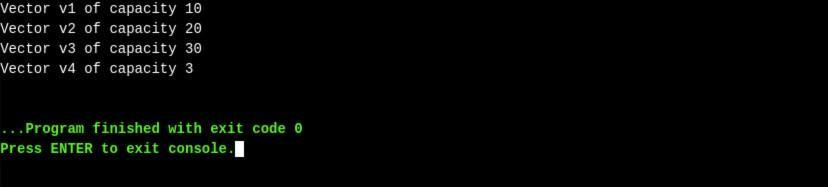 Vector v1 of capacity 10
Vector v2 of capacity 20
Vector v3 of capacity 30
Vector v4 of capacity 3
...Program finished with exit code 0
Press ENTER to exit console.